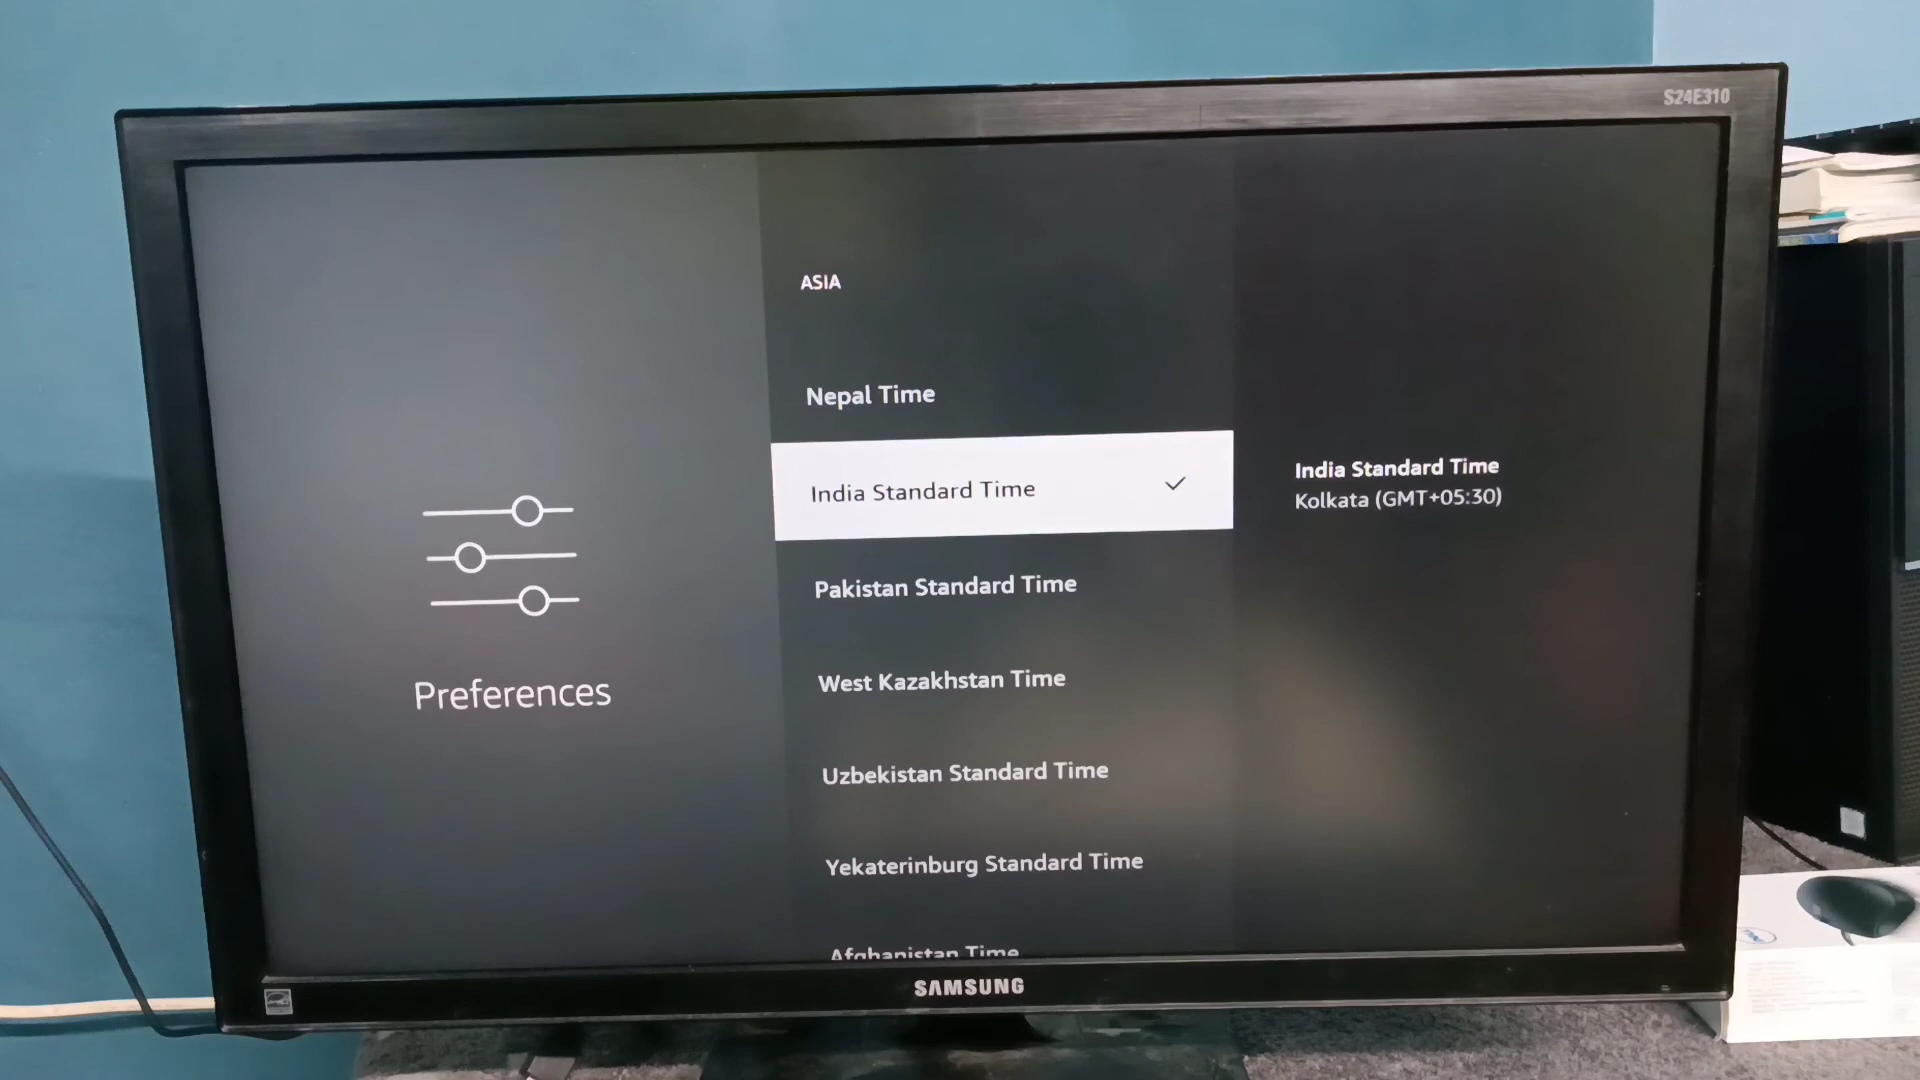 S24E310
ASIA
Nepal Time
India Standard Time
India Standard Time
Kolkata (GMT+05:30)
Pakistan Standard Time
West Kazakhstan Time
Preferences
Uzbekistan Standard Time
Yekaterinburg Standard Time
Afghanistan Time
SAMSUNG